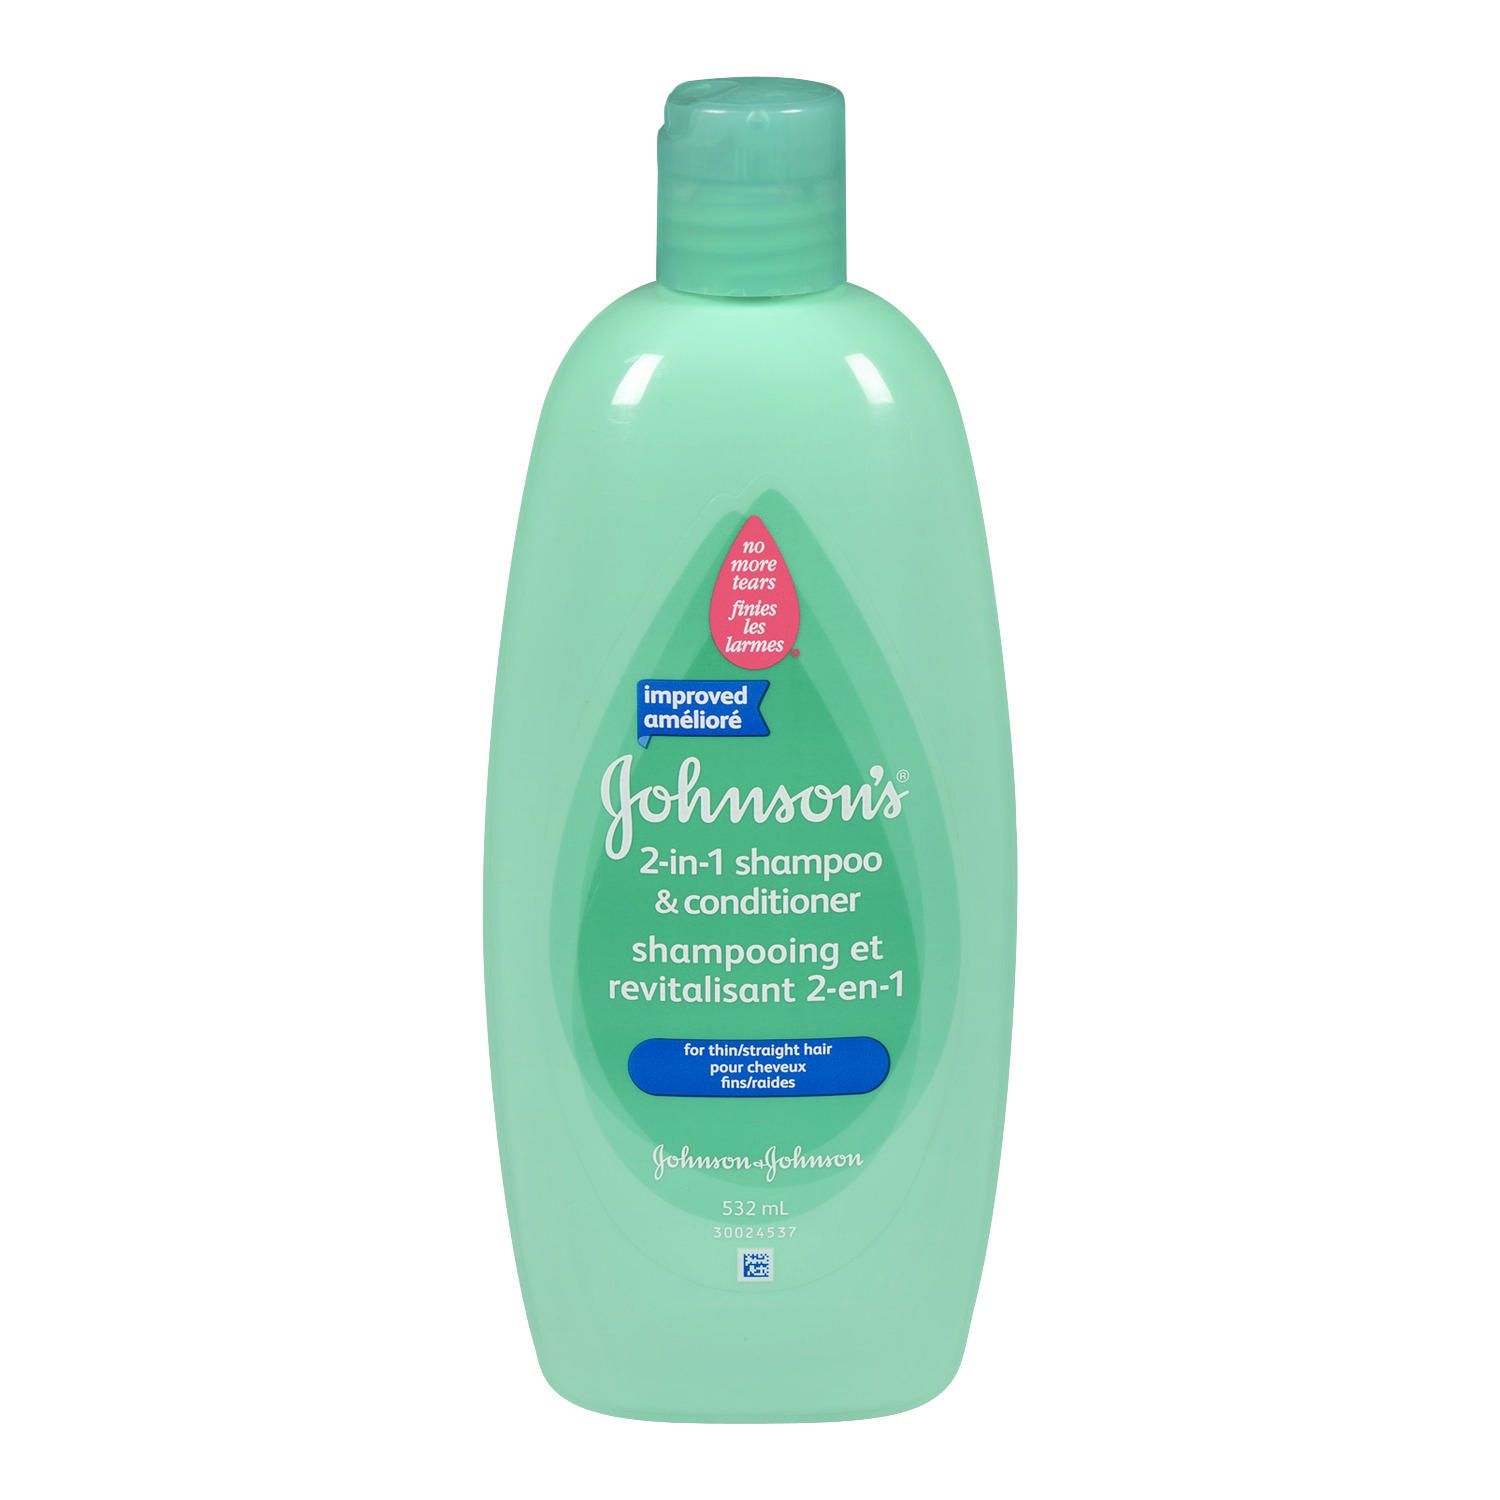 no
more
tears
finies
les
larmes
improved
amélioré
Johnson's®
2-in-1 shampoo
& conditioner
shampooing et
revitalisant 2-en-1
for thin/straight hair
pour cheveux
fins/raides
Johnson & Johnson
532 mL
30024537